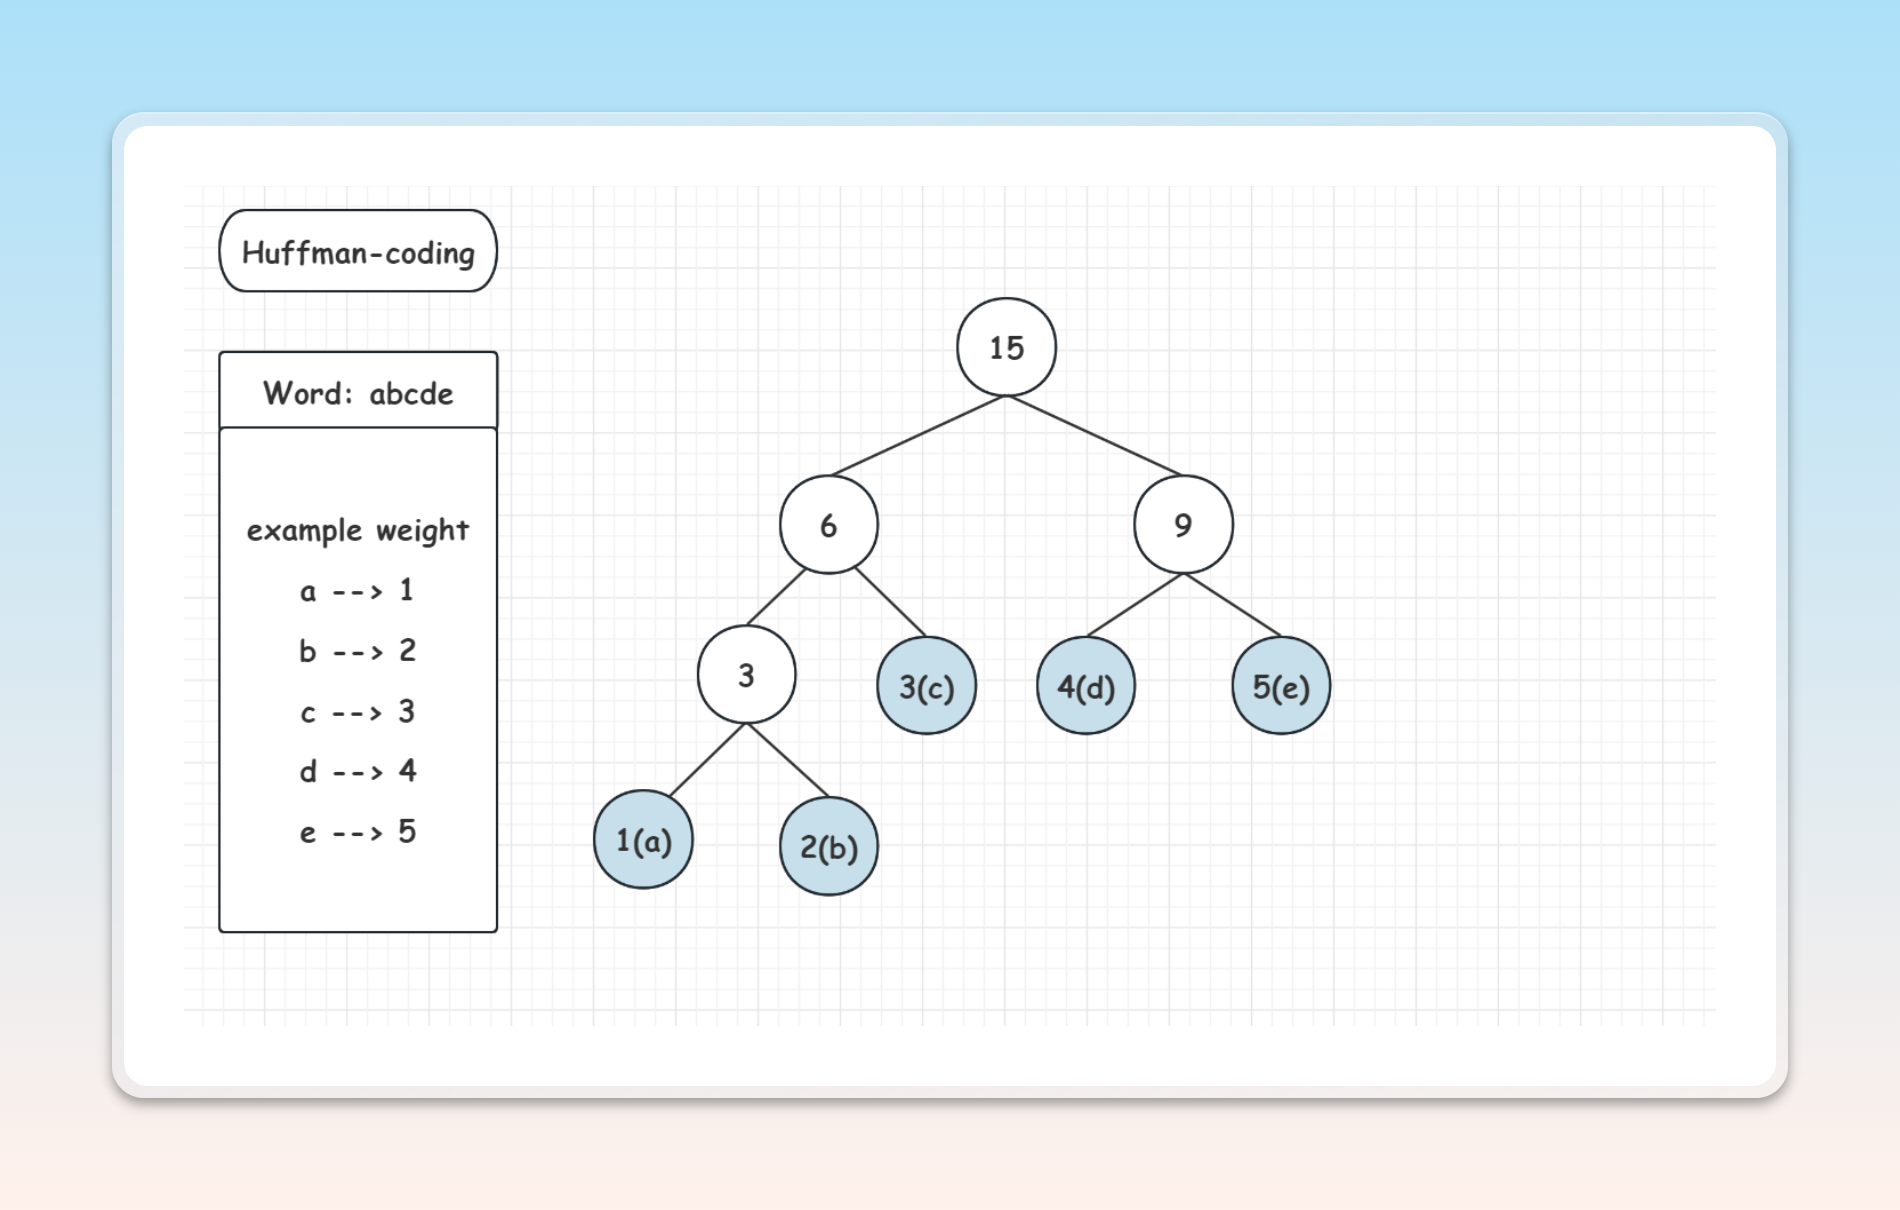 Huffman-coding
Word: abcde
example weight
a --> 1
b --> 2
c --> 3
d --> 4
e --> 5
15
6
9
3
3(c)
4(d)
5(e)
1(a)
2(b)